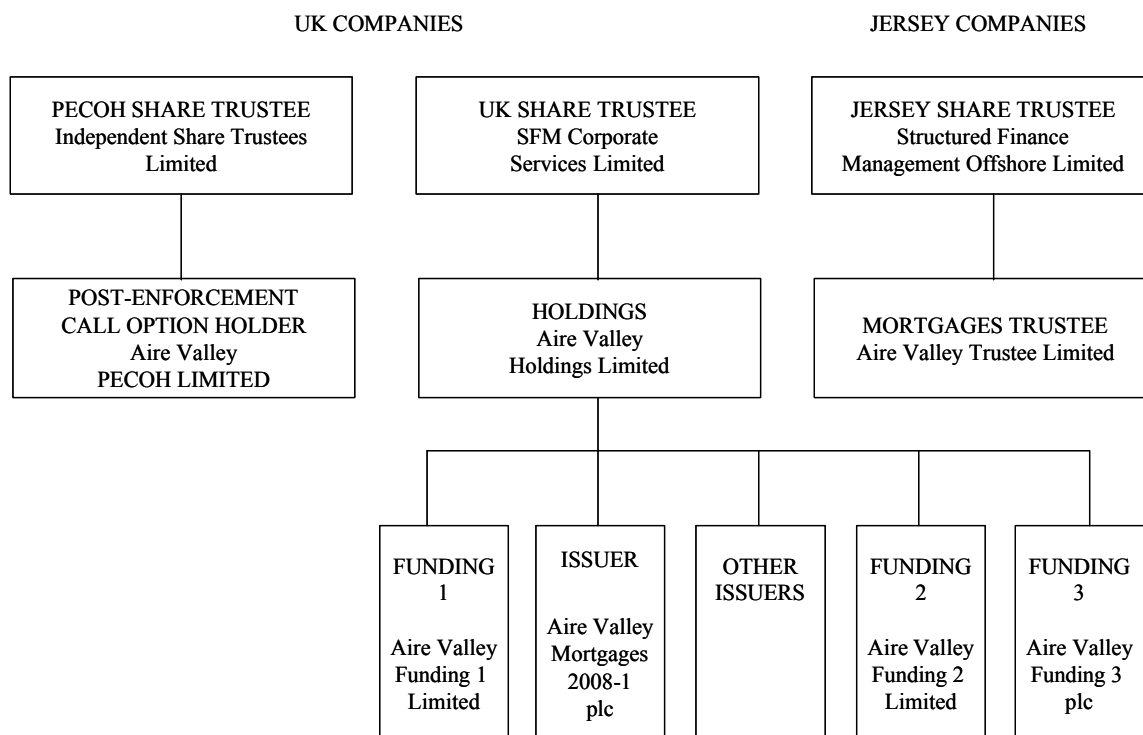 UK COMPANIES
JERSEY COMPANIES
PECOH SHARE TRUSTEE
Independent Share Trustees
Limited
UK SHARE TRUSTEE
SFM Corporate
Services Limited
JERSEY SHARE TRUSTEE
Structured Finance
Management Offshore Limited
POST-ENFORCEMENT
CALL OPTION HOLDER
Aire Valley
PECOH LIMITED
HOLDINGS
Aire Valley
Holdings Limited
MORTGAGES TRUSTEE
Aire Valley Trustee Limited
FUNDING
1
Aire Valley
Funding 1
Limited
ISSUER
Aire Valley
Mortgages
2008-1
plc
OTHER
ISSUERS
FUNDING
2
Aire Valley
Funding 2
Limited
FUNDING
3
Aire Valley
Funding 3
plc